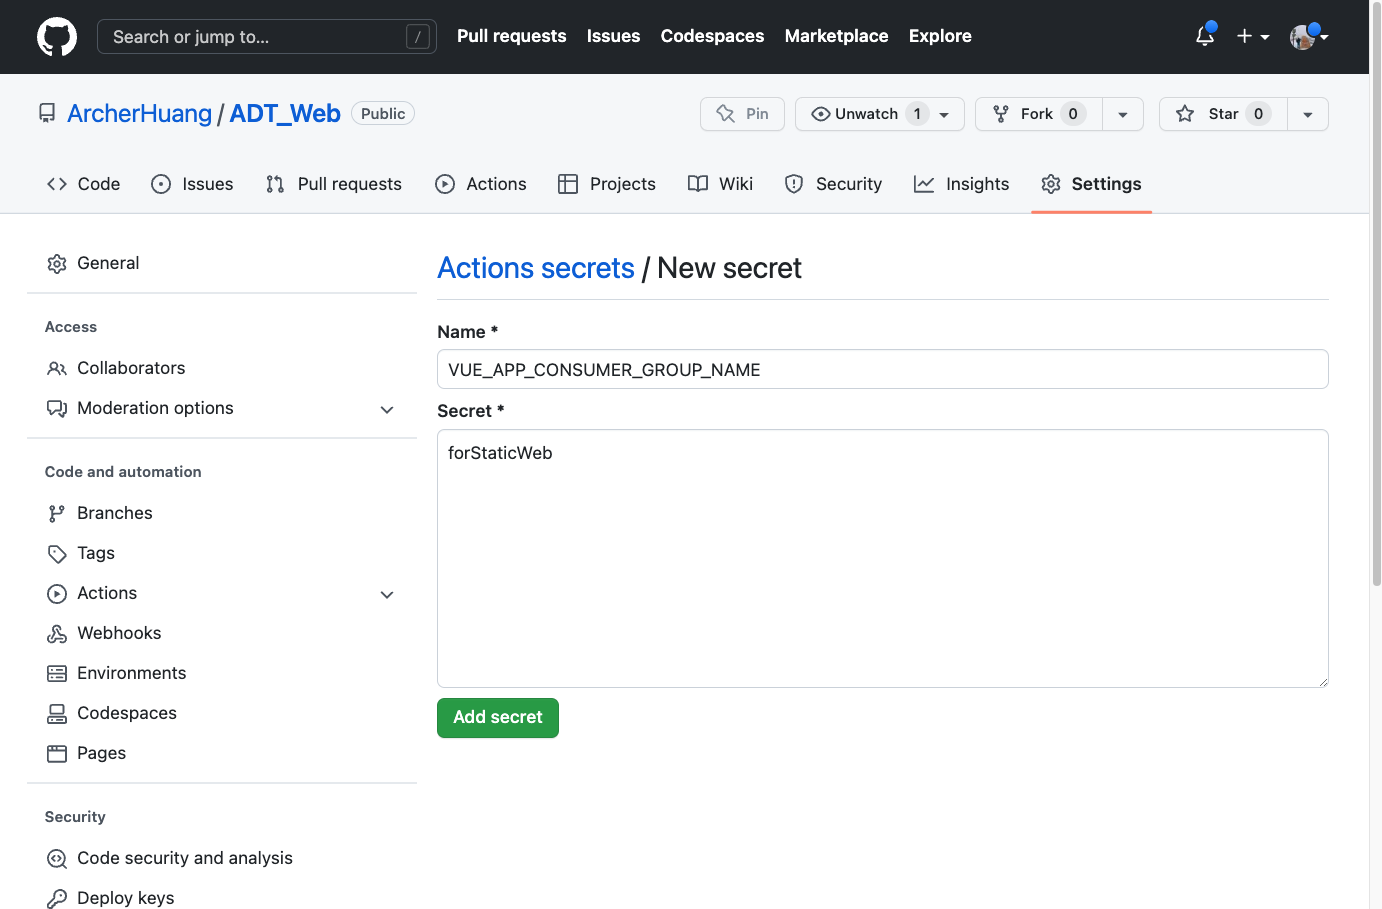 Search or jump to... /
Pull requests Issues Codespaces Marketplace Explore
ArcherHuang / ADT_Web Public
Pin Unwatch 1 Fork 0 Star 0
Code Issues Pull requests Actions Projects Wiki Security Insights Settings
General
Access
Collaborators
Moderation options
Code and automation
Branches
Tags
Actions
Webhooks
Environments
Codespaces
Pages
Security
Code security and analysis
Deploy keys
Actions secrets / New secret
Name *
VUE_APP_CONSUMER_GROUP_NAME
Secret *
forStaticWeb
Add secret